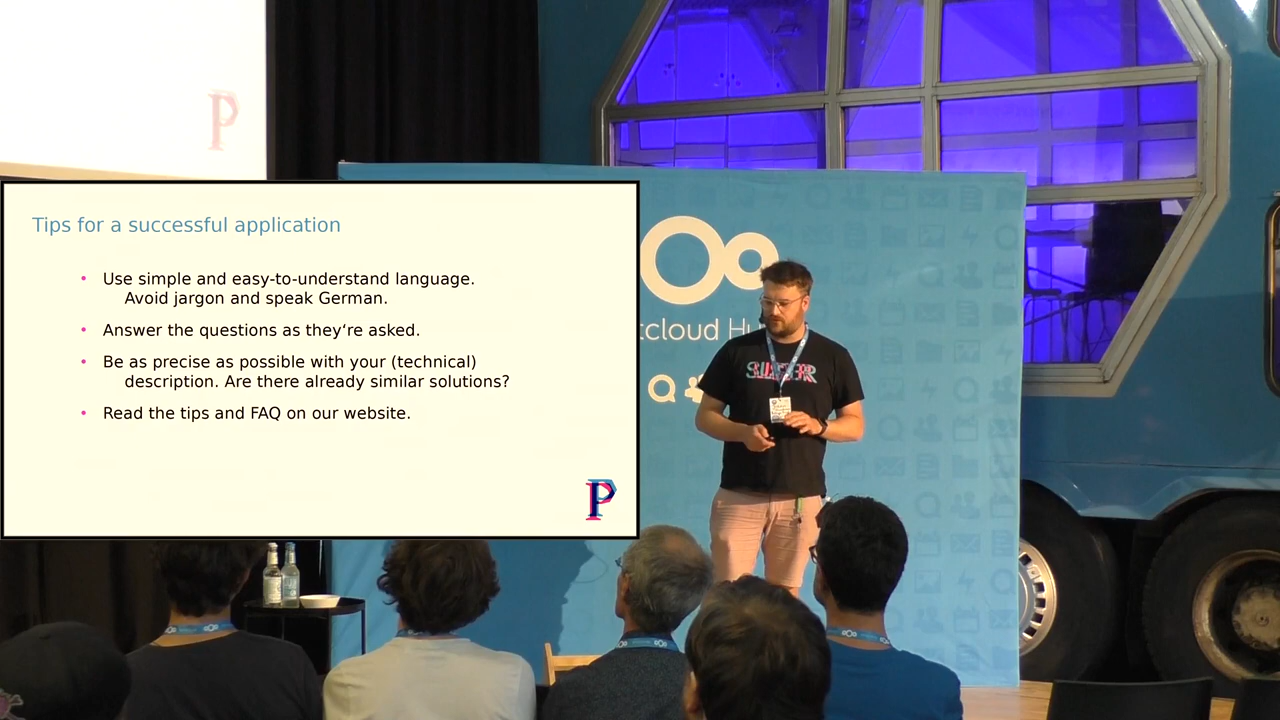 P
Tips for a successful application
• Use simple and easy-to-understand language.
Avoid jargon and speak German.
• Answer the questions as they‘re asked.
• Be as precise as possible with your (technical)
description. Are there already similar solutions?
• Read the tips and FAQ on our website.
P
tcloud Hu